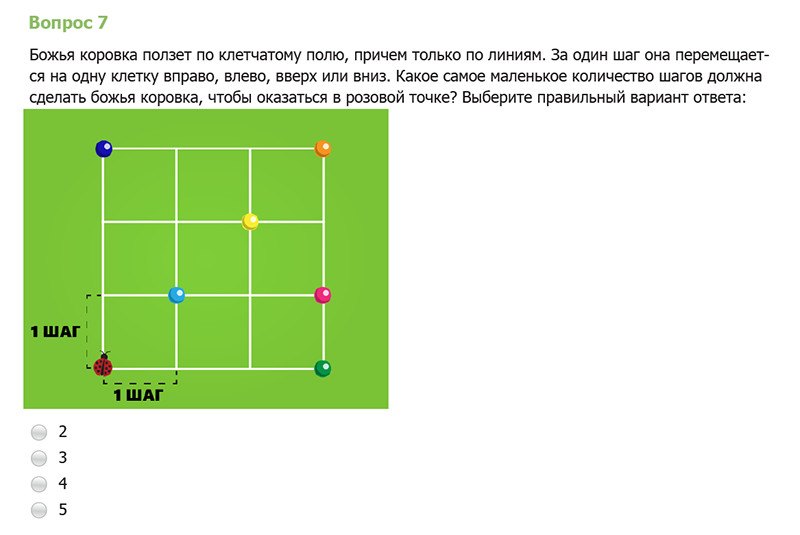 Вопрос 7
Божья коровка ползет по клетчатому полю, причем только по линиям. За один шаг она перемещает-
ся на одну клетку вправо, влево, вверх или вниз. Какое самое маленькое количество шагов должна
сделать божья коровка, чтобы оказаться в розовой точке? Выберите правильный вариант ответа:
1 ШАГ
1 ШАГ
2
3
4
5